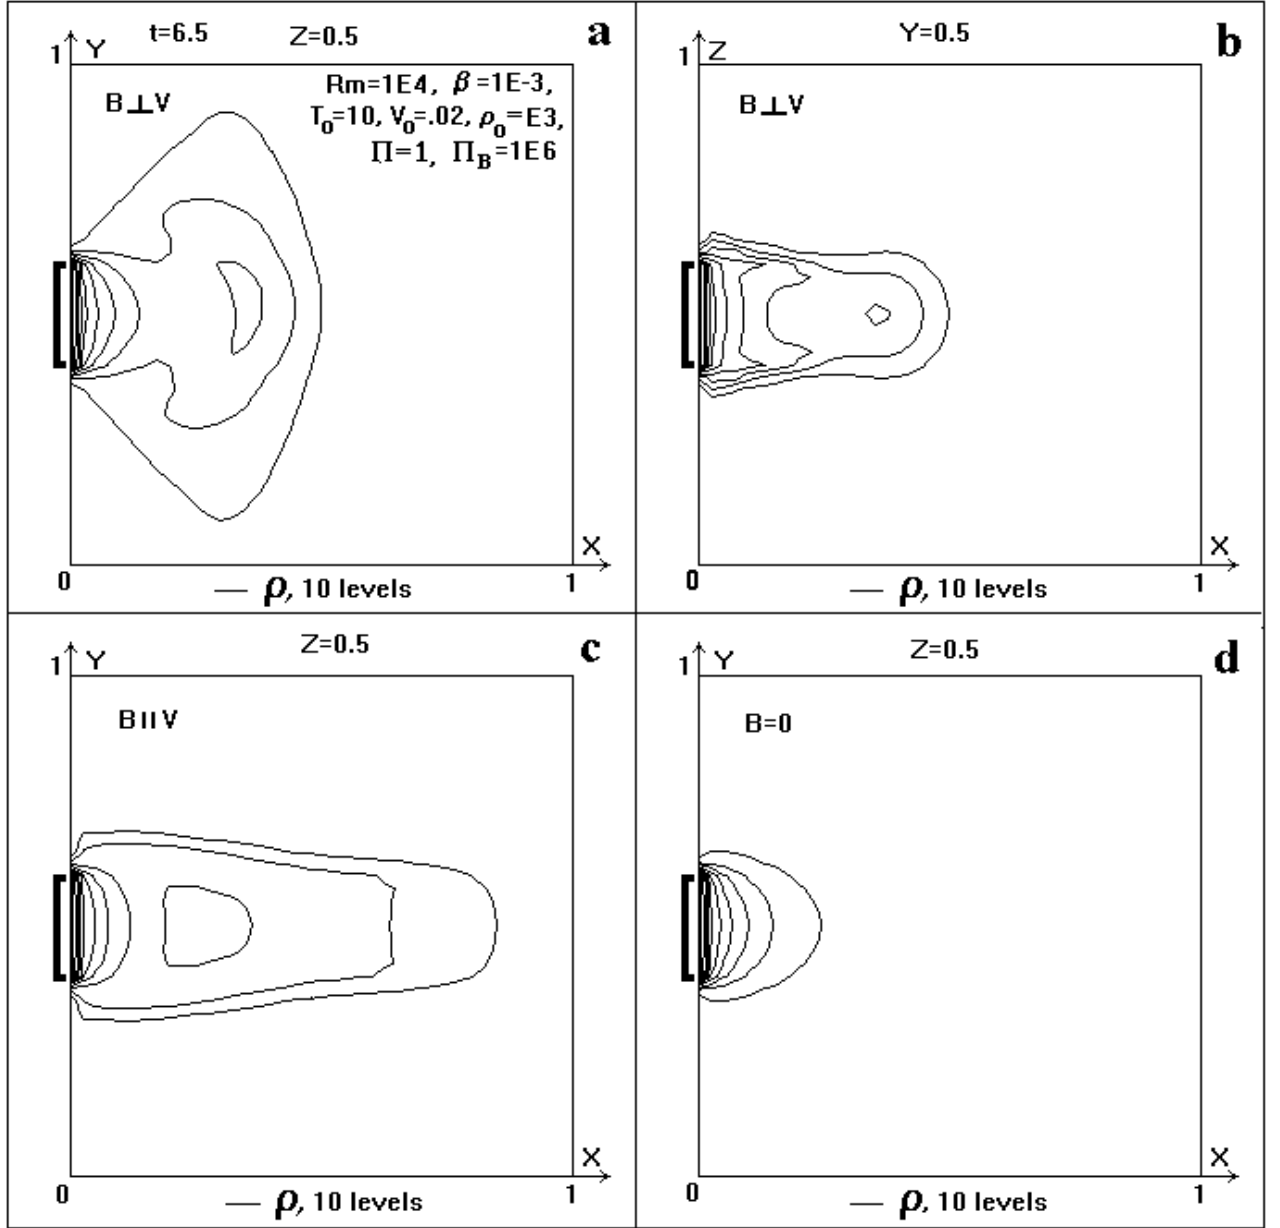 t=6.5 Z=0.5 a
1 Y
B⊥V
Rm=1E4, β=1E-3,
T₀=10, V₀=.02, ρ₀=E3,
Π=1, Π_B=1E6
X
0 1
— ρ, 10 levels
Y=0.5 b
1 Z
B⊥V
X
0 1
— ρ, 10 levels
Z=0.5 c
1 Y
B II V
X
0 1
— ρ, 10 levels
Z=0.5 d
1 Y
B=0
X
0 1
— ρ, 10 levels